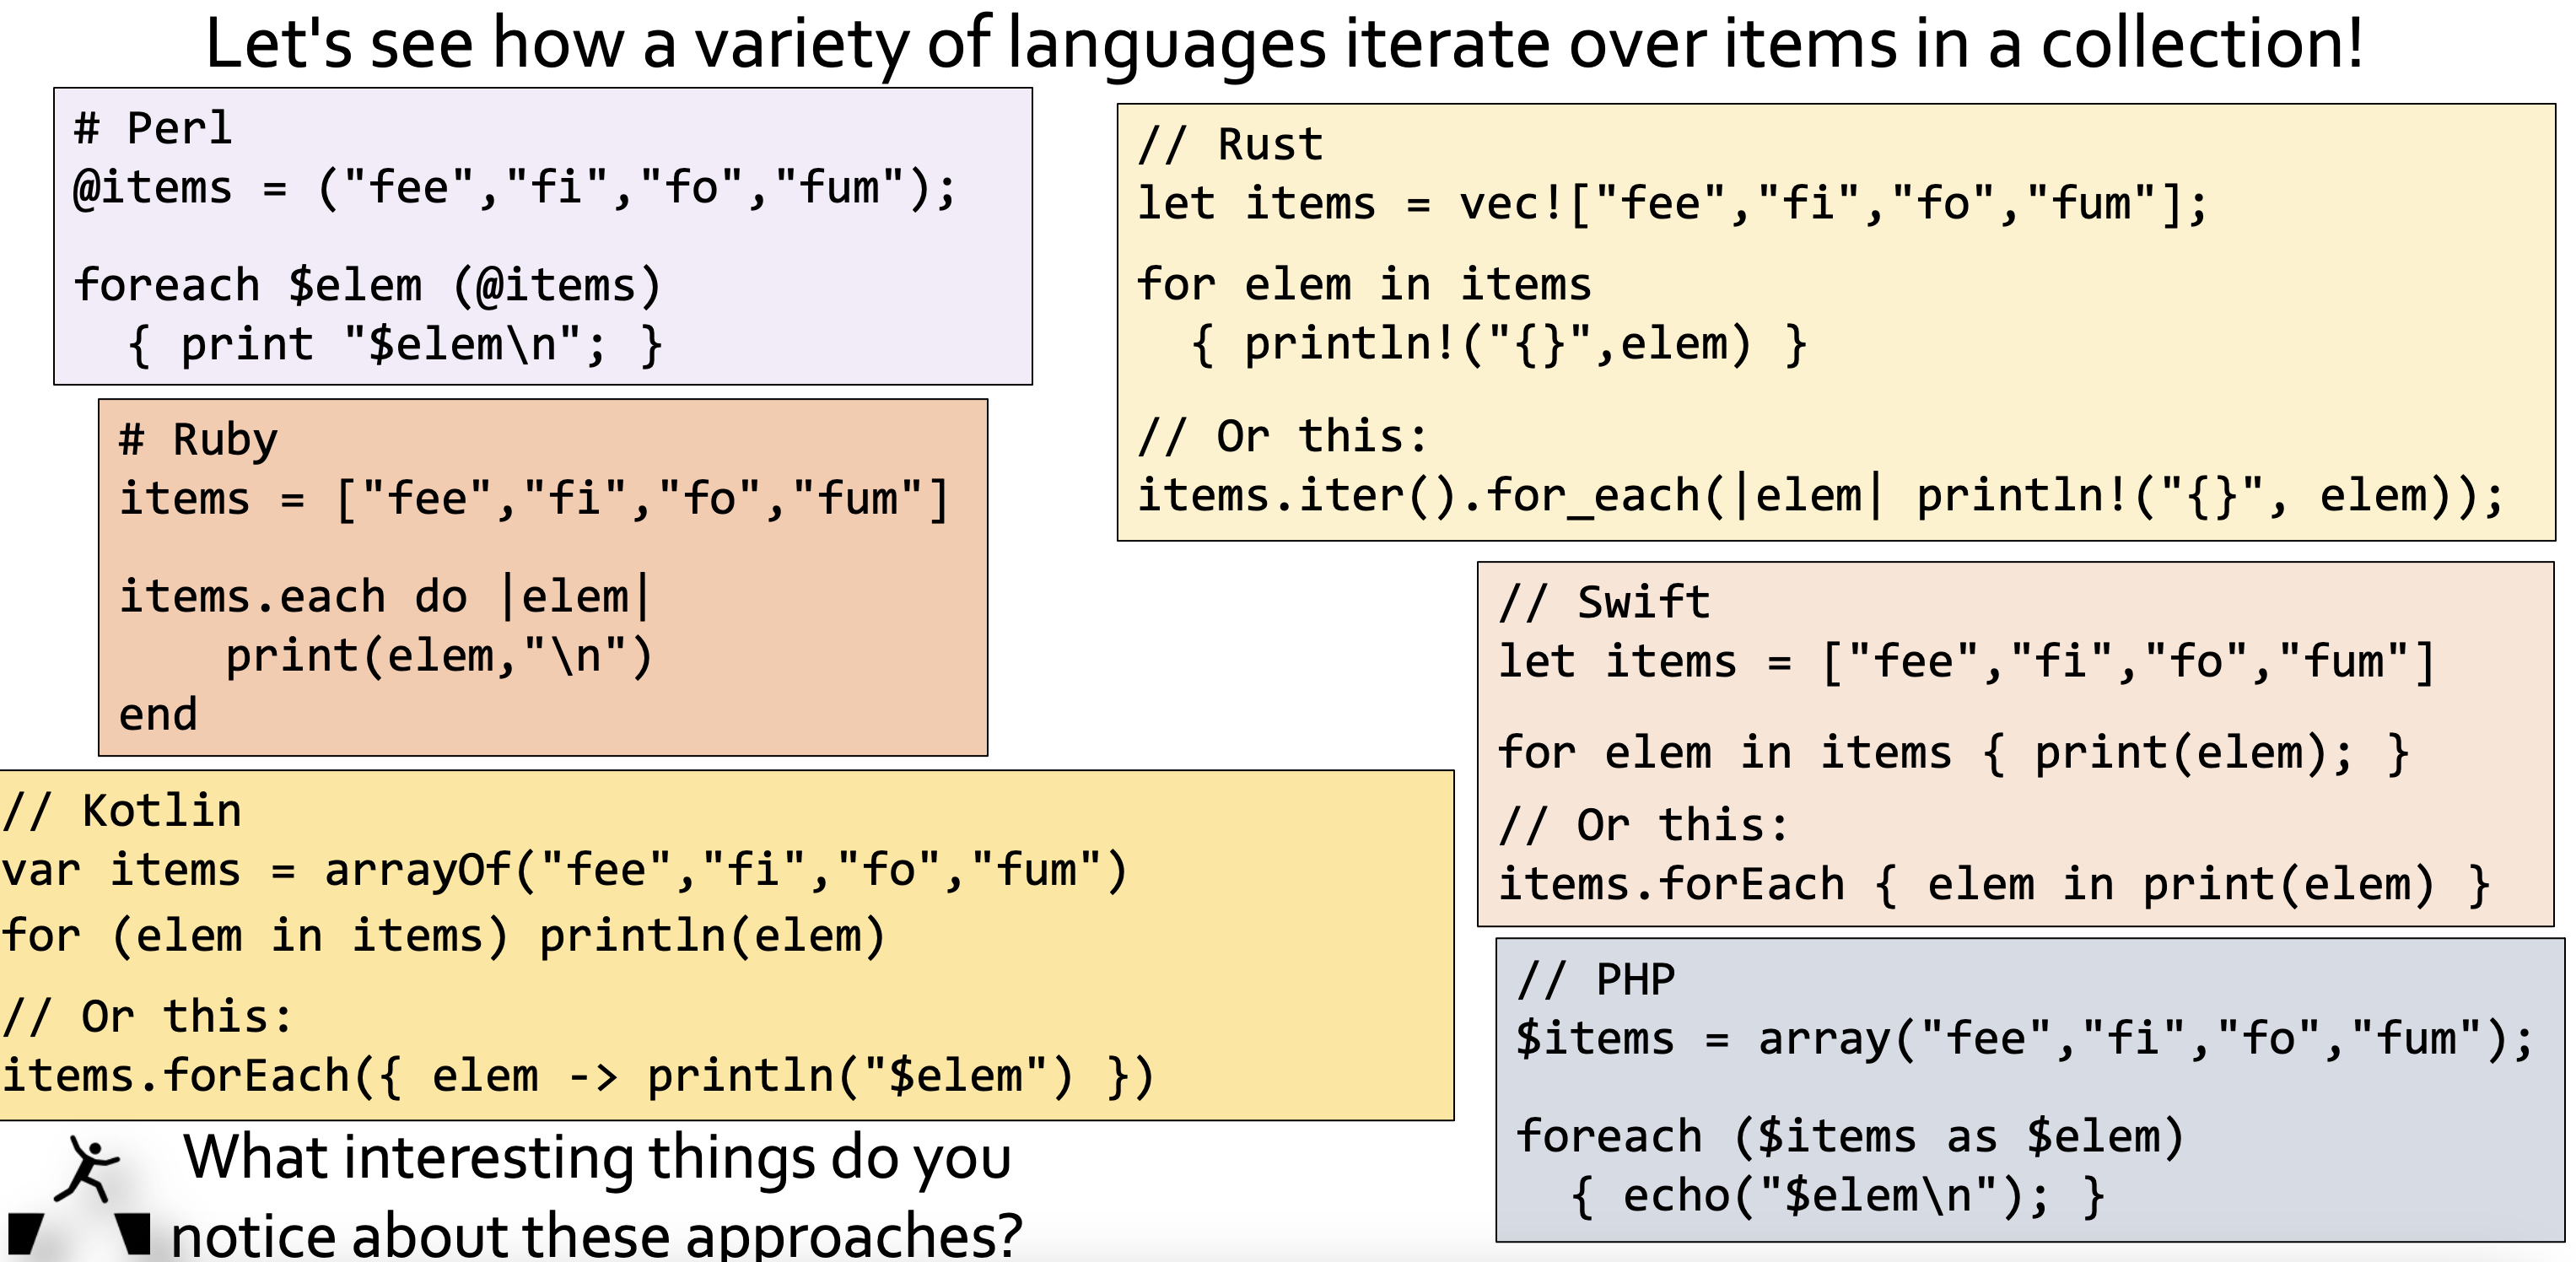 Let's see how a variety of languages iterate over items in a collection!
# Perl
@items = ("fee","fi","fo","fum");
foreach $elem (@items)
  { print "$elem\n"; }
# Ruby
items = ["fee","fi","fo","fum"]
items.each do |elem|
    print(elem,"\n")
end
// Kotlin
var items = arrayOf("fee","fi","fo","fum")
for (elem in items) println(elem)
// Or this:
items.forEach({ elem -> println("$elem") })
// Rust
let items = vec!["fee","fi","fo","fum"];
for elem in items
  { println!("{}",elem) }
// Or this:
items.iter().for_each(|elem| println!("{}", elem));
// Swift
let items = ["fee","fi","fo","fum"]
for elem in items { print(elem); }
// Or this:
items.forEach { elem in print(elem) }
// PHP
$items = array("fee","fi","fo","fum");
foreach ($items as $elem)
  { echo("$elem\n"); }
What interesting things do you
notice about these approaches?